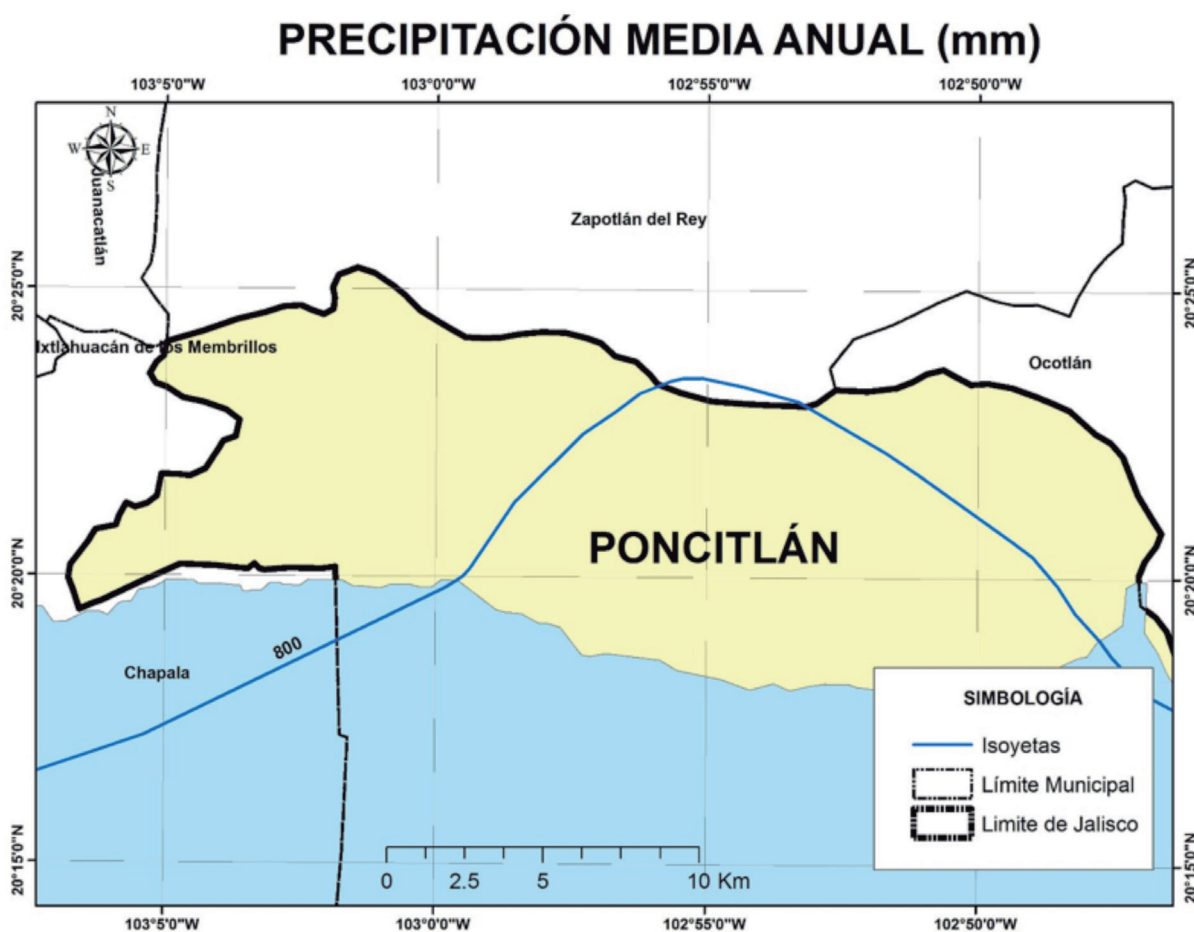 PRECIPITACIÓN MEDIA ANUAL (mm)
103°5'0"W
103°0'0"W
102°55'0"W
102°50'0"W
N
W
E
S
Juanacatlán
Zapotlán del Rey
20°25'0"N
20°25'0"N
Ixtlahuacán de los Membrillos
Ocotlán
PONCITLÁN
20°20'0"N
20°20'0"N
800
Chapala
SIMBOLOGÍA
Isoyetas
Límite Municipal
Limite de Jalisco
20°15'0"N
20°15'0"N
0 2.5 5 10 Km
103°5'0"W
103°0'0"W
102°55'0"W
102°50'0"W